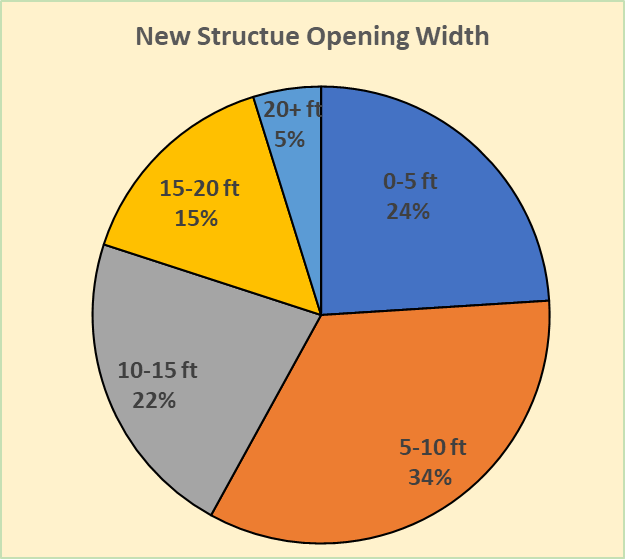 New Structue Opening Width
20+ ft
5%
0-5 ft
24%
15-20 ft
15%
10-15 ft
22%
5-10 ft
34%